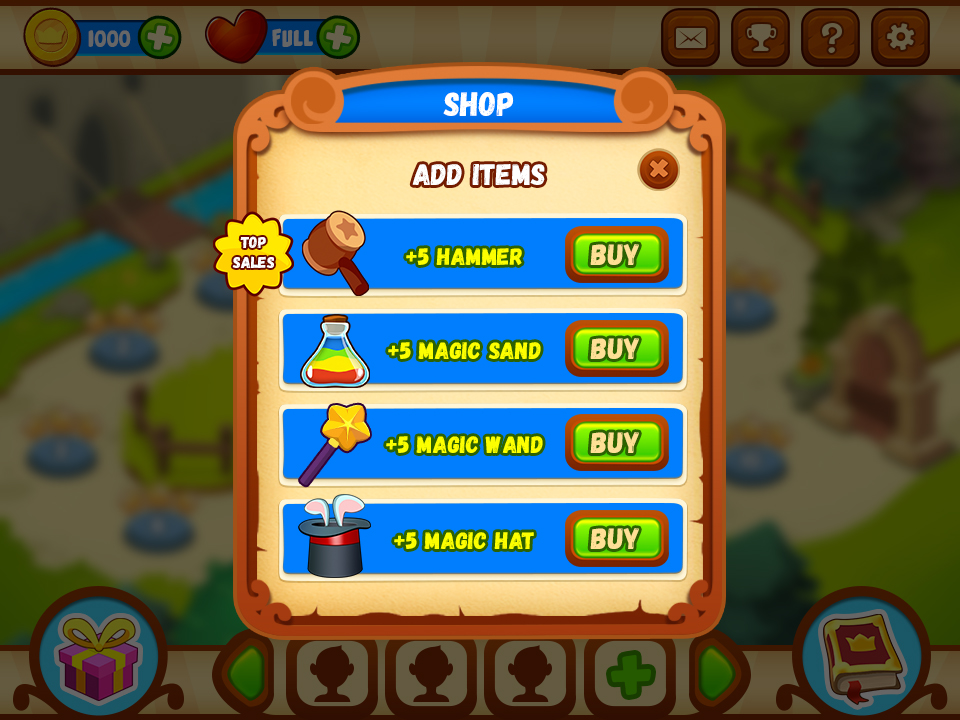 1000
FULL
?
SHOP
ADD ITEMS
TOP
SALES
+5 HAMMER
BUY
+5 MAGIC SAND
BUY
+5 MAGIC WAND
BUY
+5 MAGIC HAT
BUY